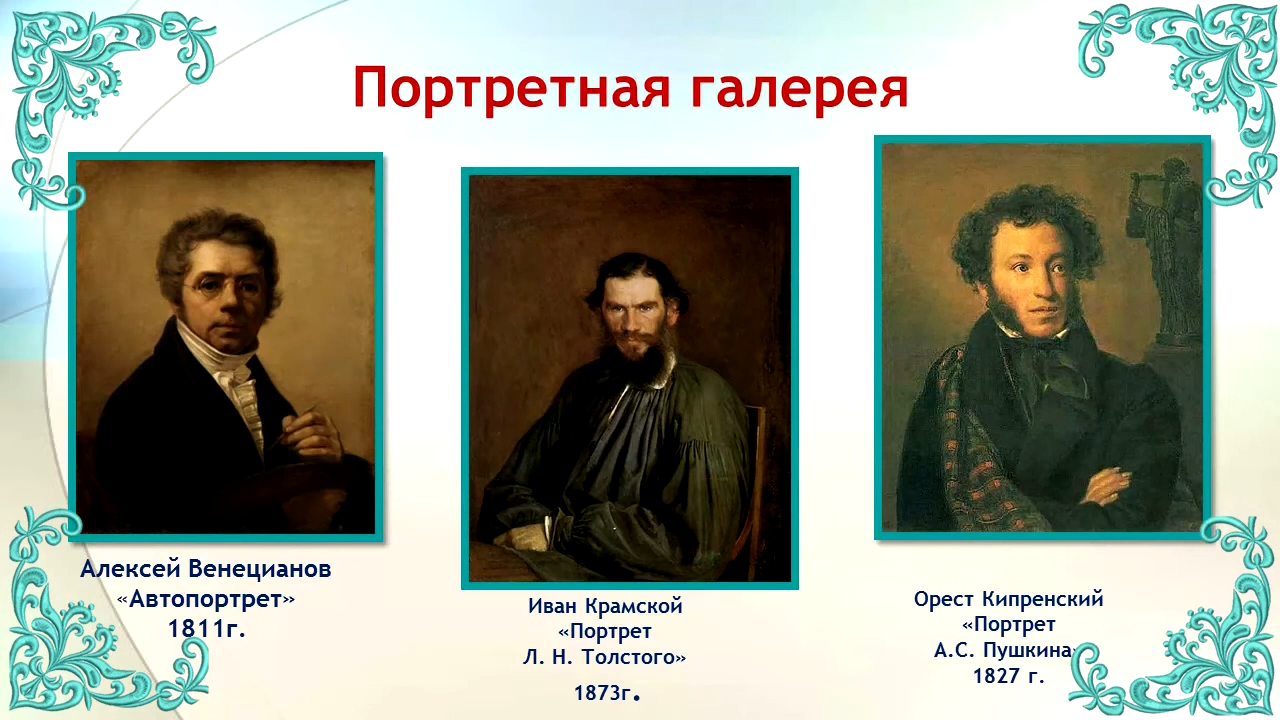 Портретная галерея
Алексей Венецианов
«Автопортрет»
1811г.
Иван Крамской
«Портрет
Л. Н. Толстого»
1873г.
Орест Кипренский
«Портрет
А.С. Пушкина»
1827 г.